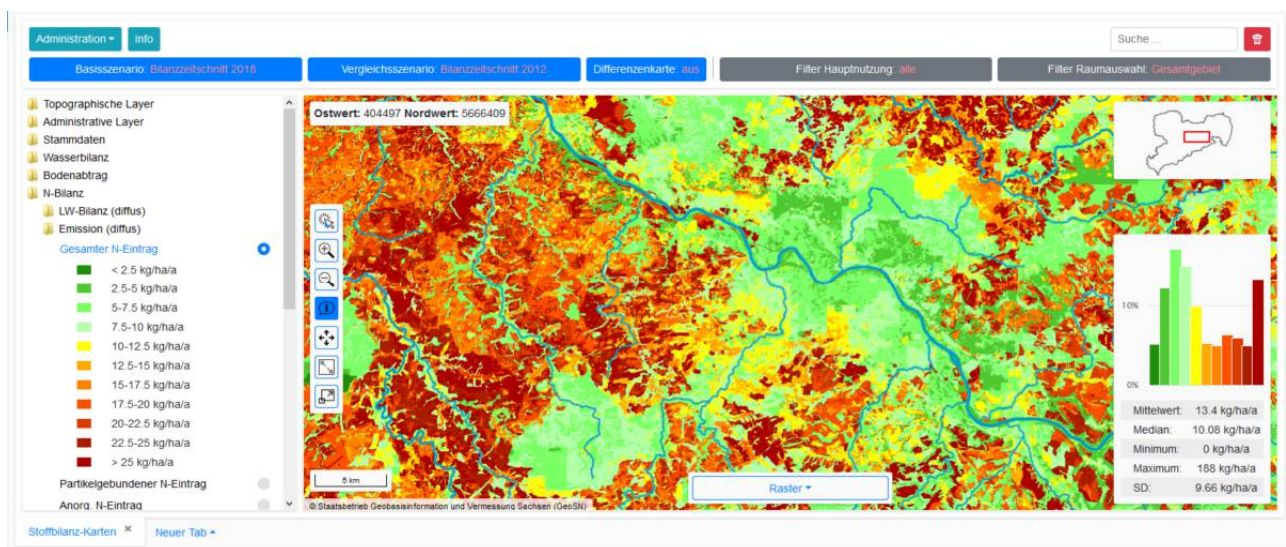 Administration Info Suche ...
Basisszenario: Bilanzzeitschnitt 2018 Vergleichsszenario: Bilanzzeitschnitt 2012 Differenzenkarte: aus Filter Hauptnutzung: alle Filter Raumauswahl: Gesamtgebiet
Topographische Layer
Administrative Layer
Stammdaten
Wasserbilanz
Bodenabtrag
N-Bilanz
LW-Bilanz (diffus)
Emission (diffus)
Gesamter N-Eintrag
< 2.5 kg/ha/a
2.5-5 kg/ha/a
5-7.5 kg/ha/a
7.5-10 kg/ha/a
10-12.5 kg/ha/a
12.5-15 kg/ha/a
15-17.5 kg/ha/a
17.5-20 kg/ha/a
20-22.5 kg/ha/a
22.5-25 kg/ha/a
> 25 kg/ha/a
Partikelgebundener N-Eintrag
Anorg. N-Eintrag
Ostwert: 404497 Nordwert: 5666409
5 km
© Staatsbetrieb Geobasisinformation und Vermessung Sachsen (GeoSN)
Raster
10%
0%
Mittelwert: 13.4 kg/ha/a
Median: 10.08 kg/ha/a
Minimum: 0 kg/ha/a
Maximum: 188 kg/ha/a
SD: 9.66 kg/ha/a
Stoffbilanz-Karten × Neuer Tab